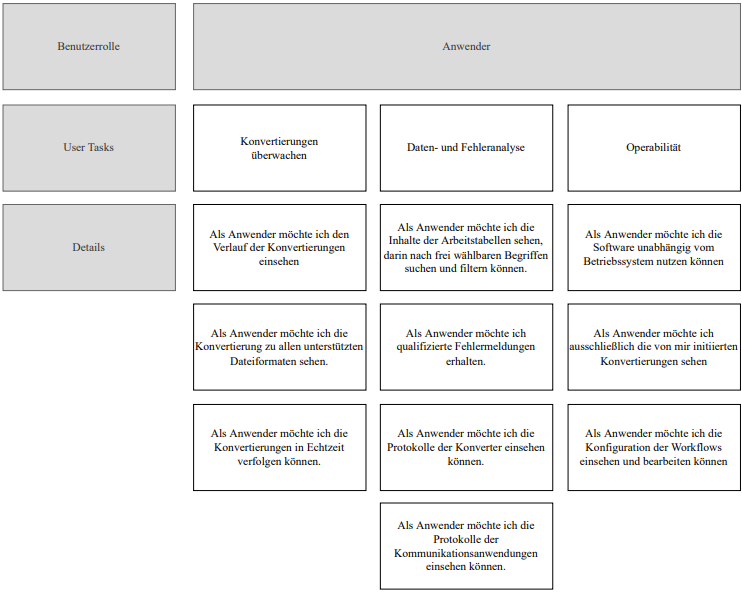 Benutzerrolle
Anwender
User Tasks
Konvertierungen
überwachen
Daten- und Fehleranalyse
Operabilität
Details
Als Anwender möchte ich den
Verlauf der Konvertierungen
einsehen
Als Anwender möchte ich die
Inhalte der Arbeitstabellen sehen,
darin nach frei wählbaren Begriffen
suchen und filtern können.
Als Anwender möchte ich die
Software unabhängig vom
Betriebssystem nutzen können
Als Anwender möchte ich die
Konvertierung zu allen unterstützten
Dateiformaten sehen.
Als Anwender möchte ich
qualifizierte Fehlermeldungen
erhalten.
Als Anwender möchte ich
ausschließlich die von mir initiierten
Konvertierungen sehen
Als Anwender möchte ich die
Konvertierungen in Echtzeit
verfolgen können.
Als Anwender möchte ich die
Protokolle der Konverter einsehen
können.
Als Anwender möchte ich die
Konfiguration der Workflows
einsehen und bearbeiten können
Als Anwender möchte ich die
Protokolle der
Kommunikationsanwendungen
einsehen können.